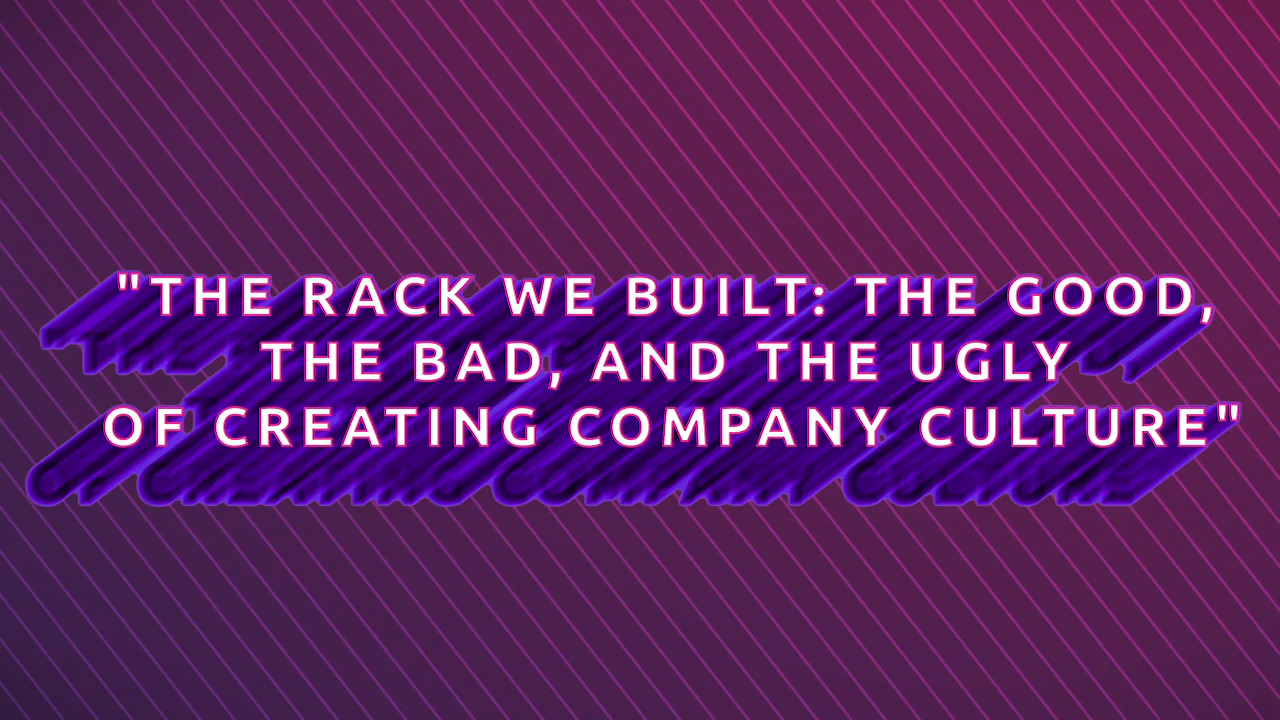 "THE RACK WE BUILT: THE GOOD,
THE BAD, AND THE UGLY
OF CREATING COMPANY CULTURE"